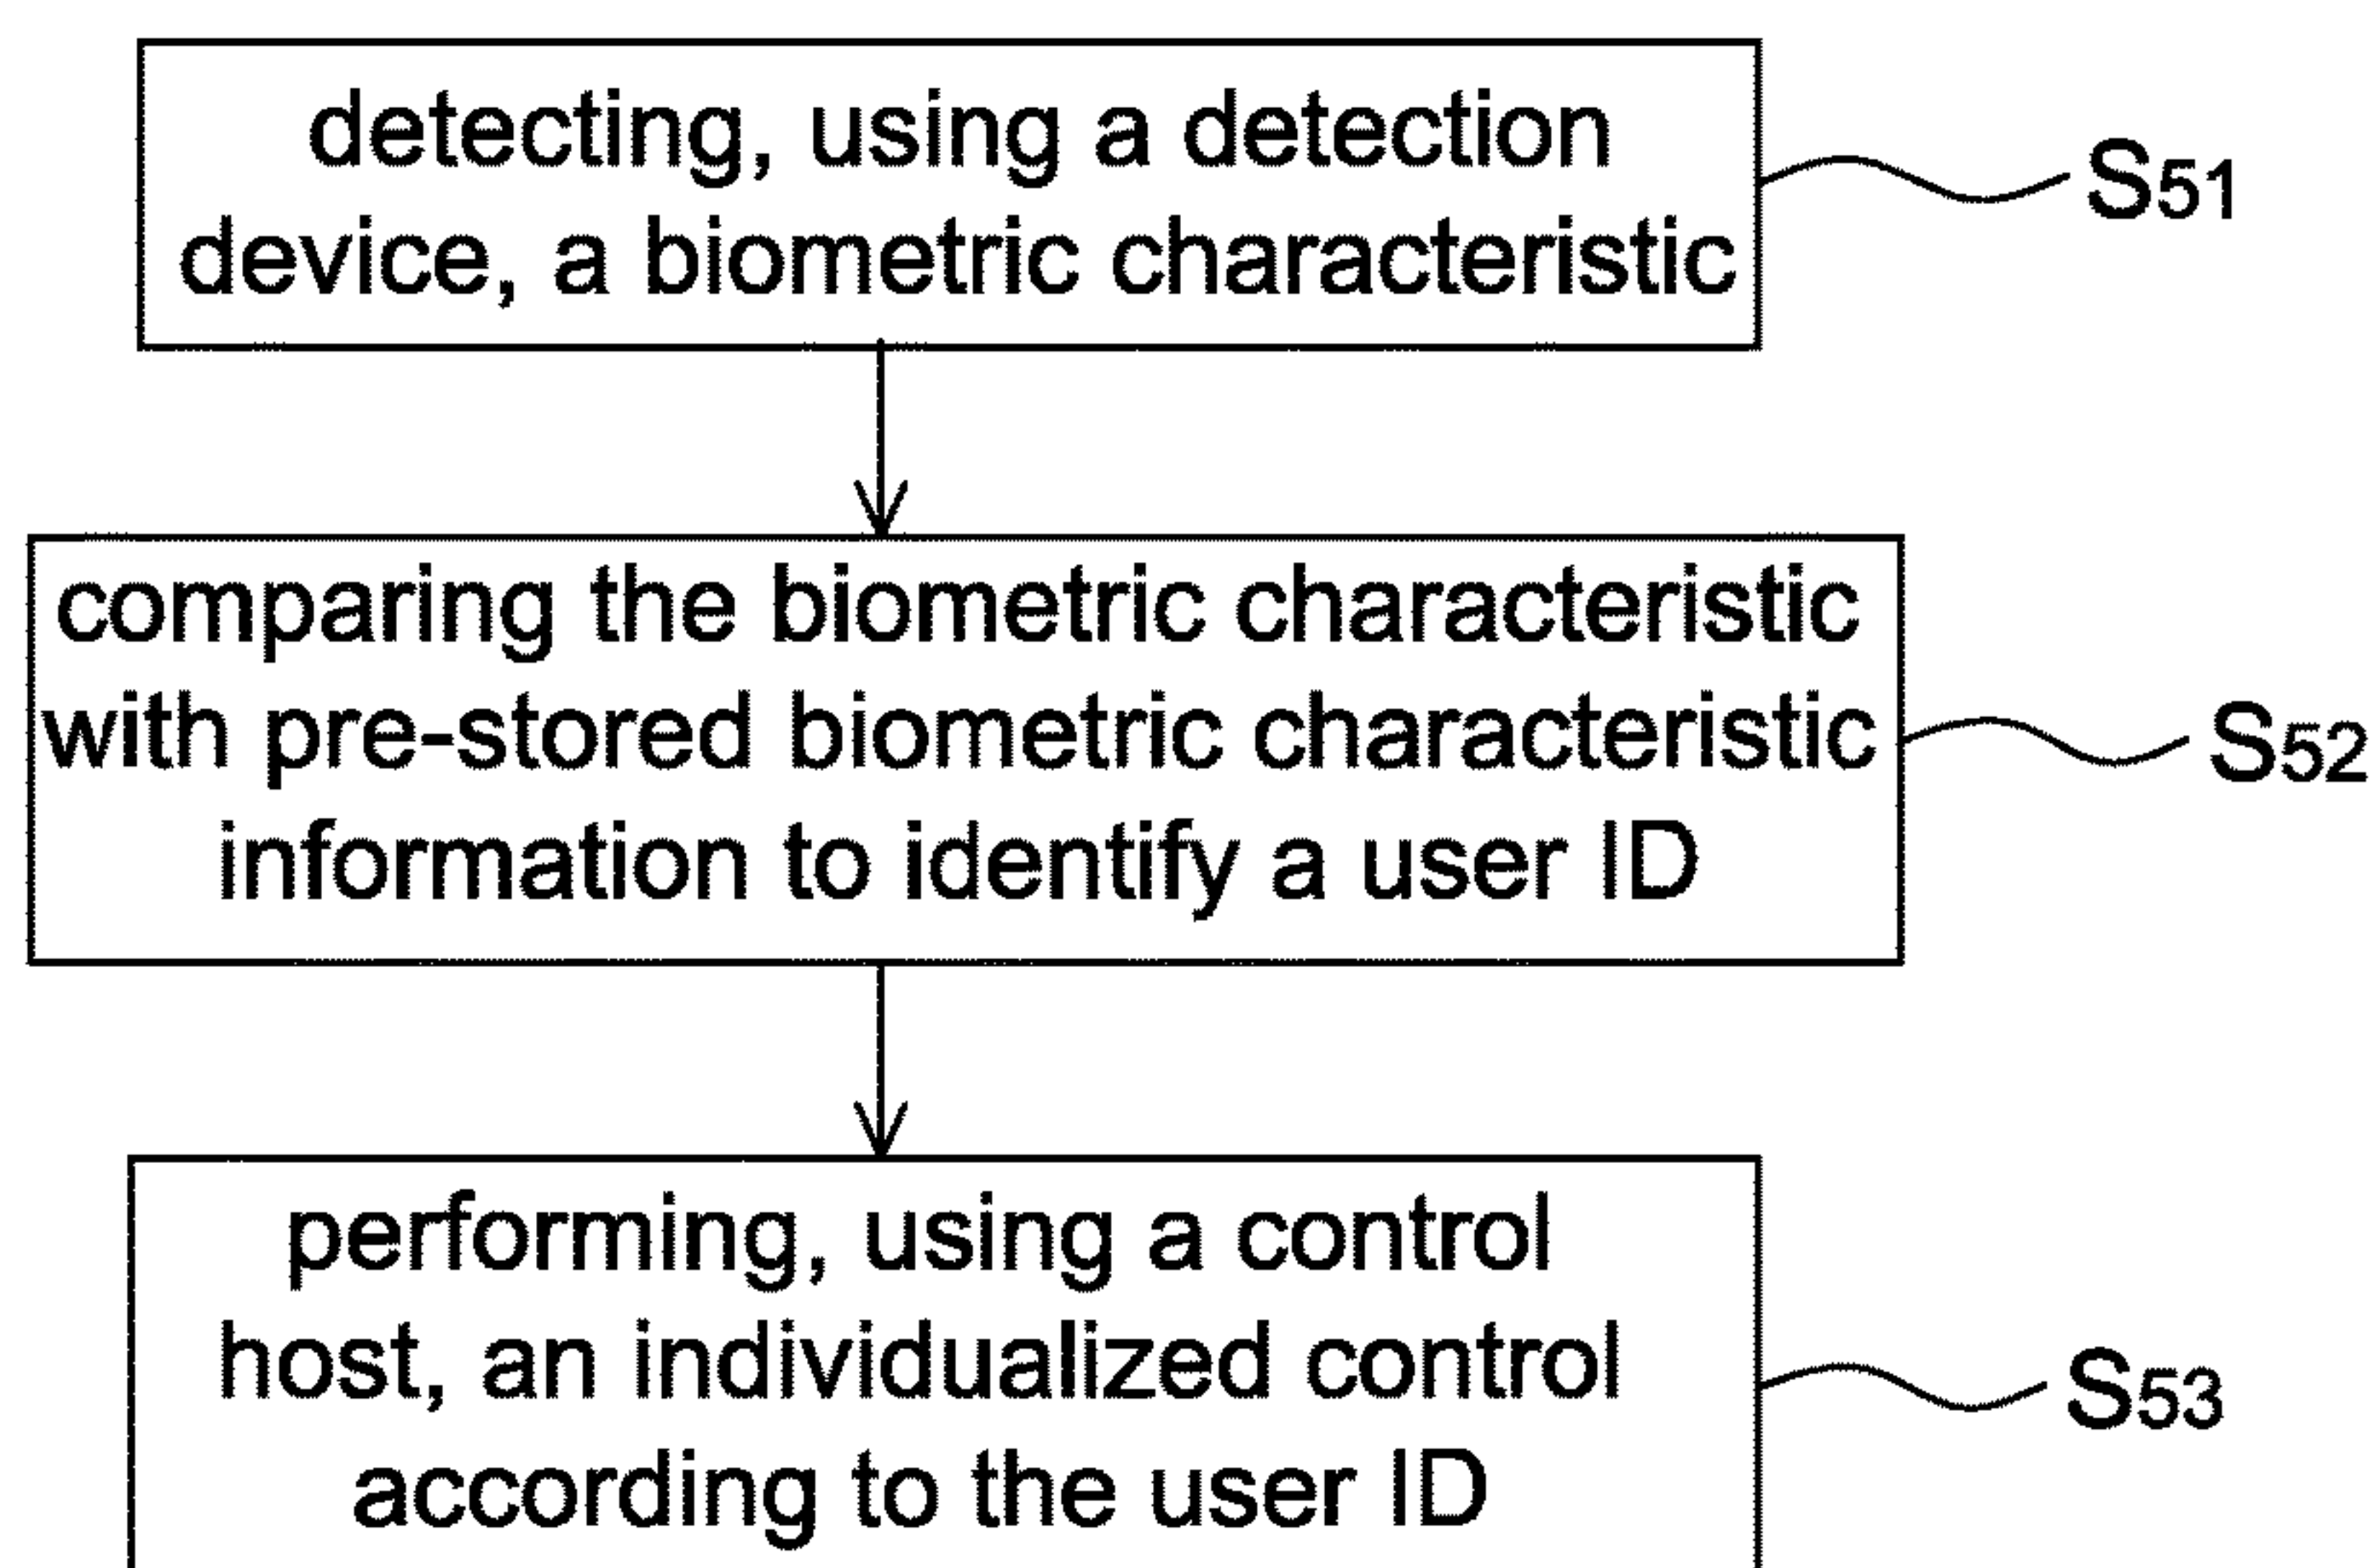 detecting, using a detection
device, a biometric characteristic
S51
comparing the biometric characteristic
with pre-stored biometric characteristic
information to identify a user ID
S52
performing, using a control
host, an individualized control
according to the user ID
S53